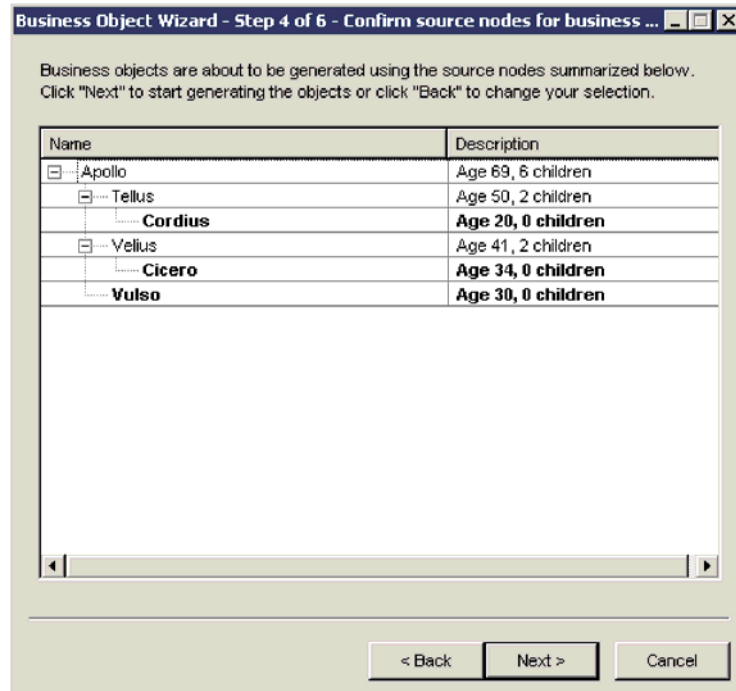 Business Object Wizard - Step 4 of 6 - Confirm source nodes for business ...
Business objects are about to be generated using the source nodes summarized below.
Click "Next" to start generating the objects or click "Back" to change your selection.
Name Description
Apollo Age 69, 6 children
Tellus Age 50, 2 children
Cordius Age 20, 0 children
Velius Age 41, 2 children
Cicero Age 34, 0 children
Vulso Age 30, 0 children
< Back Next > Cancel